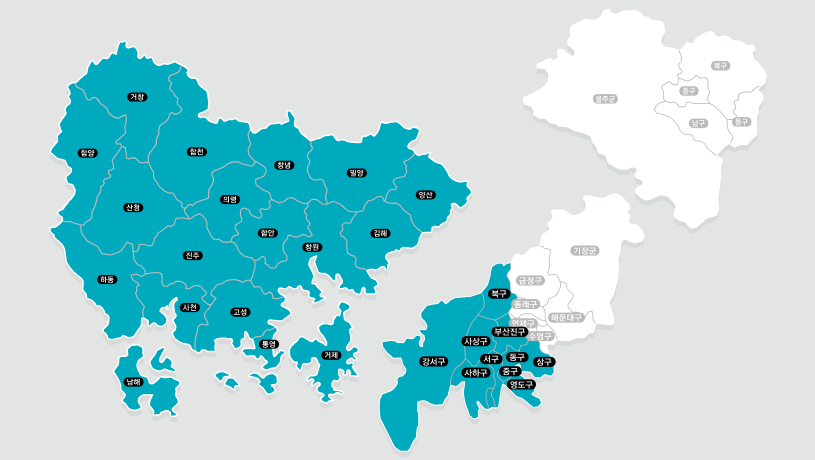 거창
함양
합천
창녕
밀양
양산
산청
의령
함안
창원
김해
진주
하동
사천
고성
통영
거제
남해
울주군
북구
중구
남구
동구
기장군
금정구
동래구
해운대구
연제구
수영구
북구
부산진구
사상구
강서구
서구
동구
상구
사하구
중구
영도구